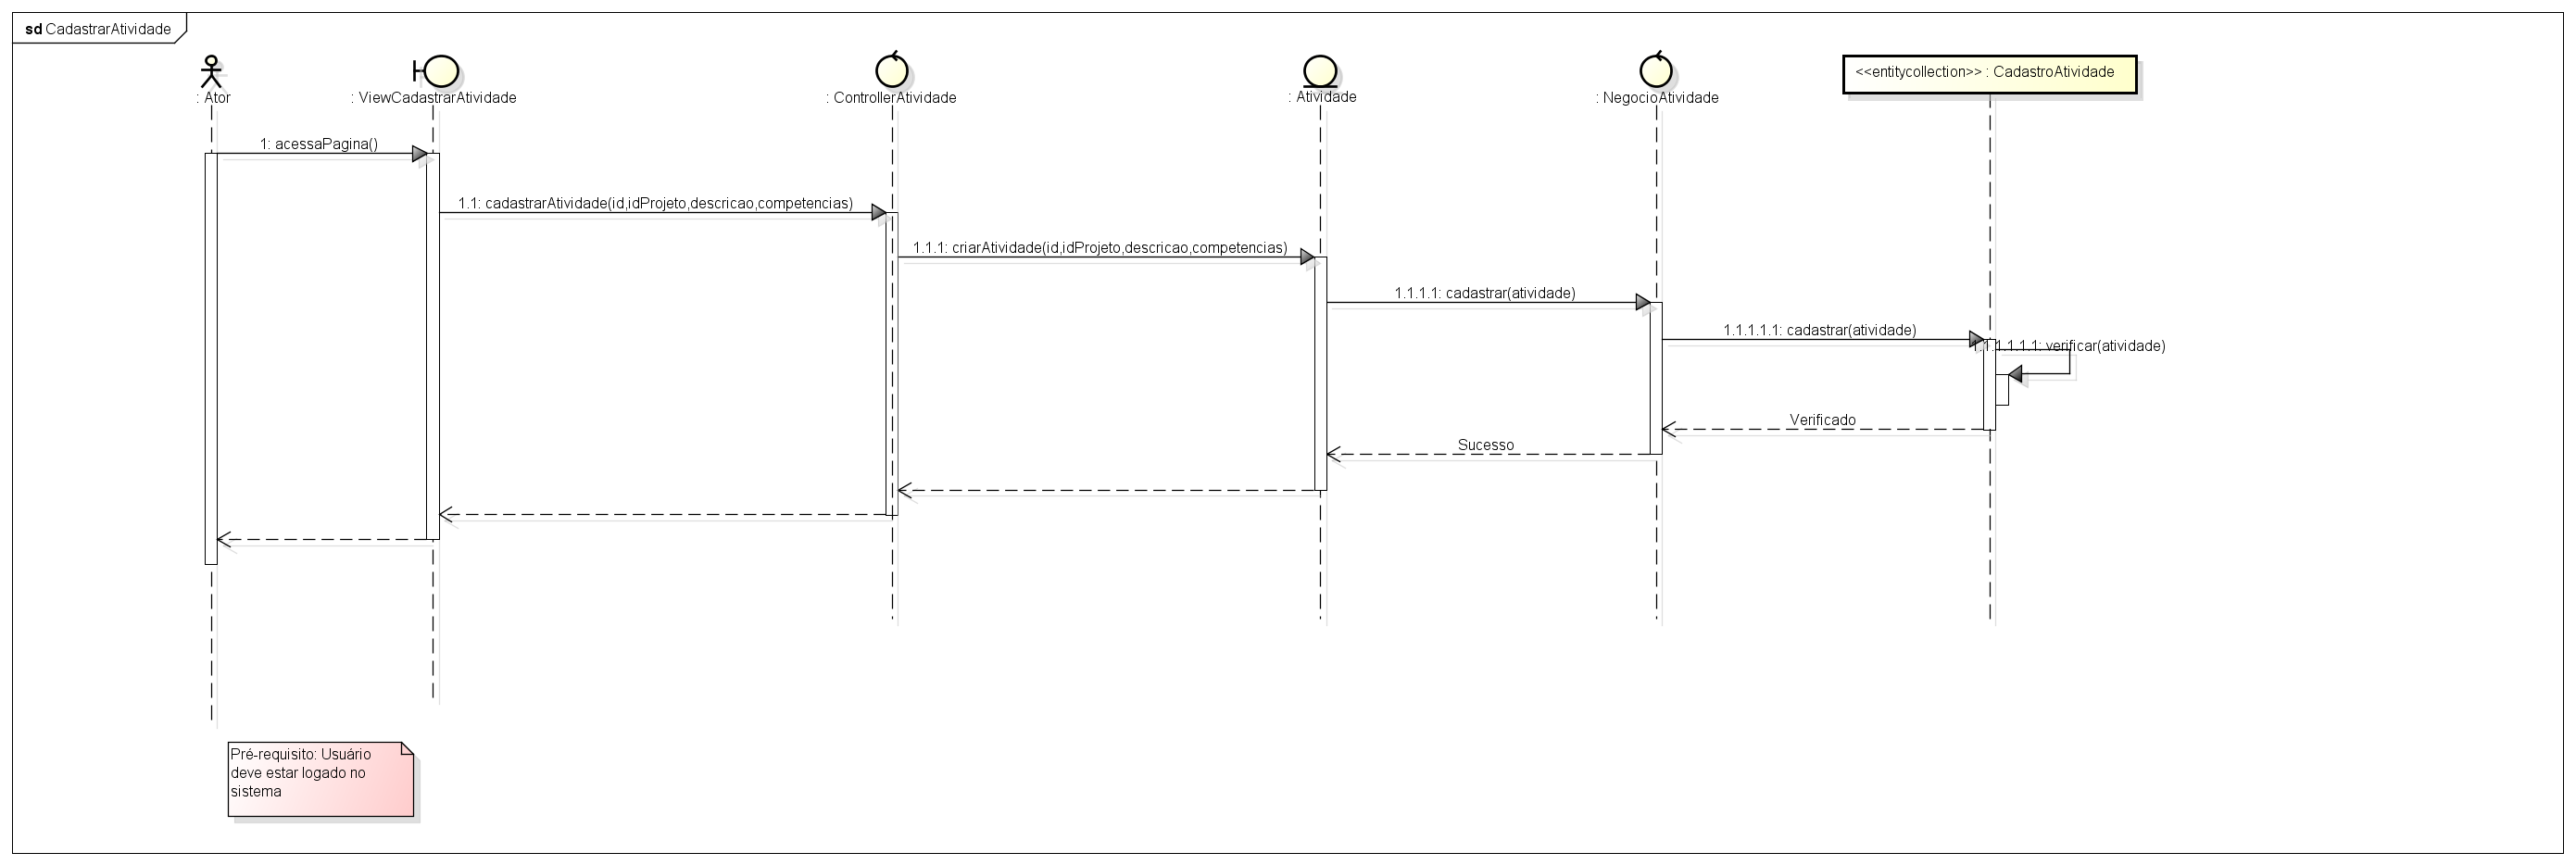 sd CadastrarAtividade
: Ator
: ViewCadastrarAtividade
: ControllerAtividade
: Atividade
: NegocioAtividade
<<entitycollection>> : CadastroAtividade
1: acessaPagina()
1.1: cadastrarAtividade(id,idProjeto,descricao,competencias)
1.1.1: criarAtividade(id,idProjeto,descricao,competencias)
1.1.1.1: cadastrar(atividade)
1.1.1.1.1: cadastrar(atividade)
1.1.1.1.1.1: verificar(atividade)
Verificado
Sucesso
Pré-requisito: Usuário
deve estar logado no
sistema